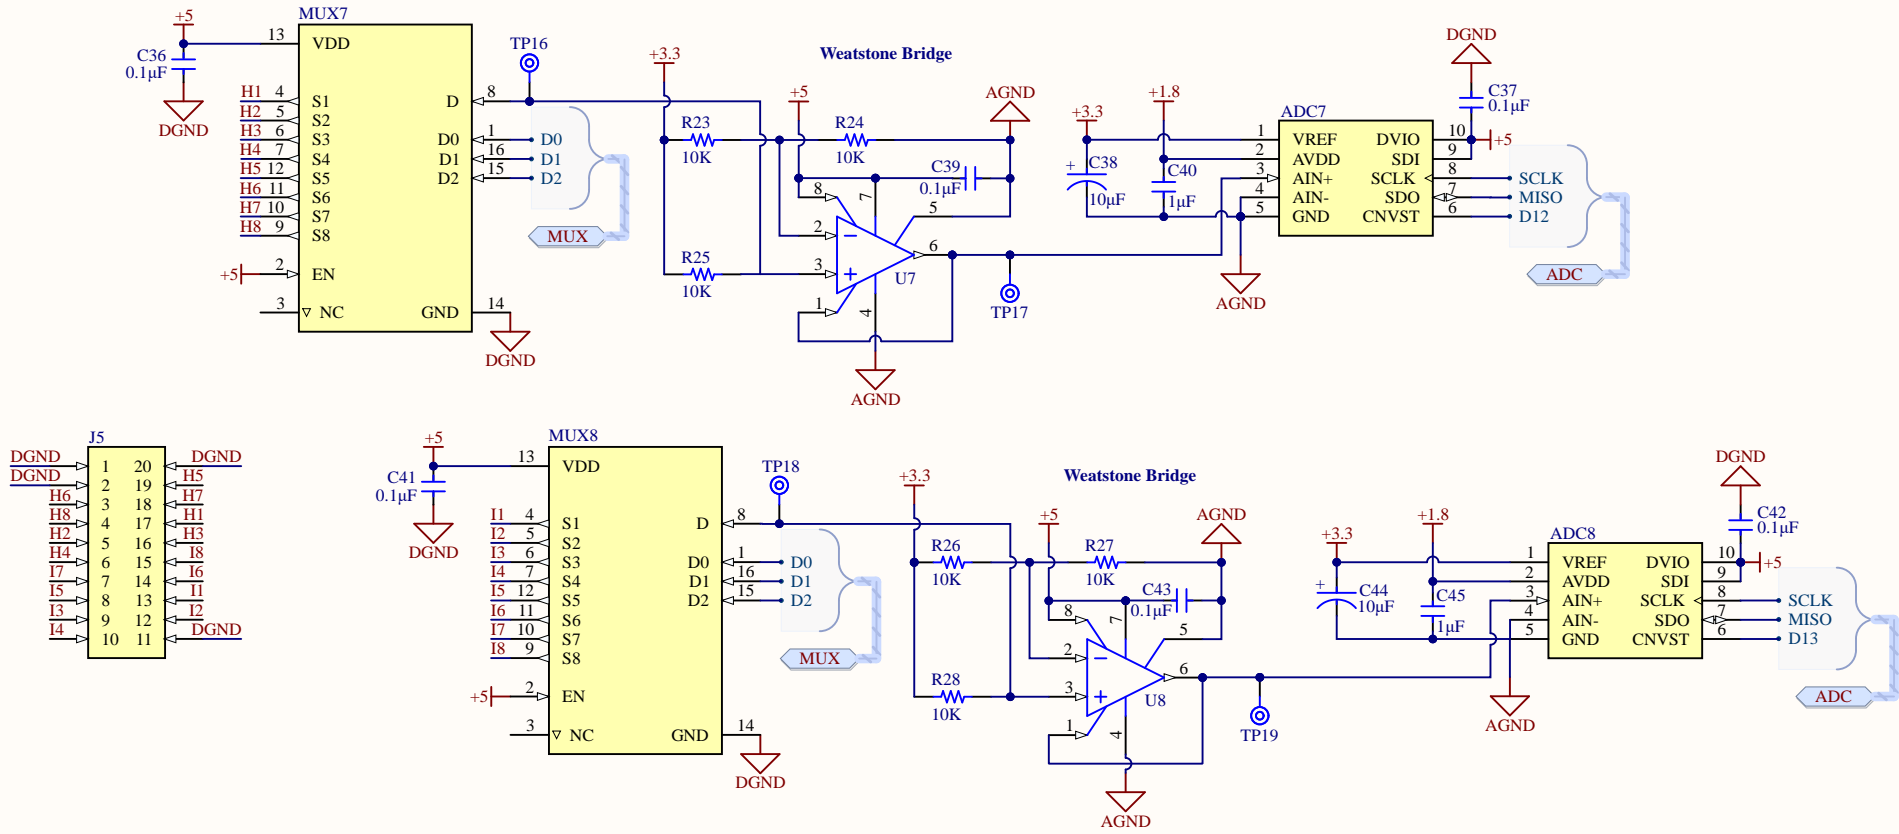 MUX7
+5
C36
0.1µF
DGND
13 VDD
H1 4 S1
H2 5 S2
H3 6 S3
H4 7 S4
H5 12 S5
H6 11 S6
H7 10 S7
H8 9 S8
+5 2 EN
3 NC
D 8
D0 1 D0
D1 16 D1
D2 15 D2
GND 14
DGND
TP16
MUX
Weatstone Bridge
+3.3
R23
10K
R24
10K
R25
10K
+5
AGND
C39
0.1µF
8
7
5
2
3
1
4
6
U7
TP17
AGND
+3.3
+1.8
C38
10µF
+
C40
1µF
AGND
ADC7
1 VREF
2 AVDD
3 AIN+
4 AIN-
5 GND
DVIO 10 +5
SDI 9
SCLK 8 SCLK
SDO 7 MISO
CNVST 6 D12
DGND
C37
0.1µF
ADC
J5
DGND 1 20 DGND
DGND 2 19 H5
H6 3 18 H7
H8 4 17 H1
H2 5 16 H3
H4 6 15 I8
I7 7 14 I6
I5 8 13 I1
I3 9 12 I2
I4 10 11 DGND
MUX8
+5
C41
0.1µF
DGND
13 VDD
I1 4 S1
I2 5 S2
I3 6 S3
I4 7 S4
I5 12 S5
I6 11 S6
I7 10 S7
I8 9 S8
+5 2 EN
3 NC
D 8
D0 1 D0
D1 16 D1
D2 15 D2
GND 14
DGND
TP18
MUX
Weatstone Bridge
+3.3
R26
10K
R27
10K
R28
10K
+5
AGND
C43
0.1µF
8
7
5
2
3
1
4
6
U8
TP19
AGND
+3.3
+1.8
+
C44
10µF
C45
1µF
AGND
ADC8
1 VREF
2 AVDD
3 AIN+
4 AIN-
5 GND
DVIO 10 +5
SDI 9
SCLK 8 SCLK
SDO 7 MISO
CNVST 6 D13
DGND
C42
0.1µF
ADC